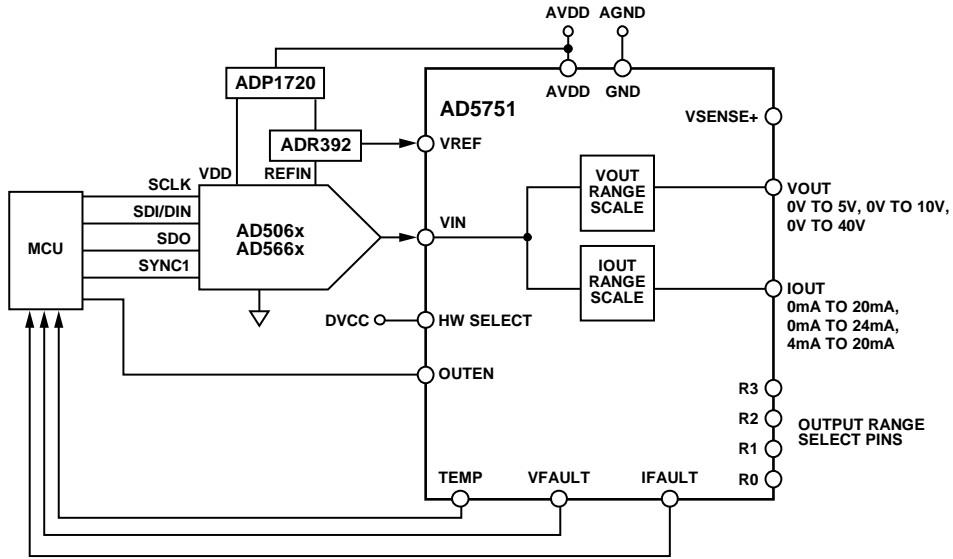 AVDD
AGND
ADP1720
AVDD
GND
AD5751
VSENSE+
ADR392
VREF
VDD
REFIN
SCLK
SDI/DIN
SDO
SYNC1
MCU
AD506x
AD566x
VIN
VOUT
RANGE
SCALE
VOUT
0V TO 5V, 0V TO 10V,
0V TO 40V
IOUT
RANGE
SCALE
IOUT
0mA TO 20mA,
0mA TO 24mA,
4mA TO 20mA
DVCC
HW SELECT
OUTEN
R3
R2
R1
R0
OUTPUT RANGE
SELECT PINS
TEMP
VFAULT
IFAULT